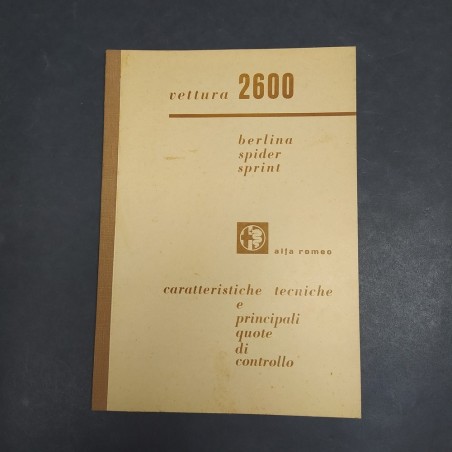 vettura 2600
berlina
spider
sprint
alfa romeo
caratteristiche tecniche
e
principali
quote
di
controllo